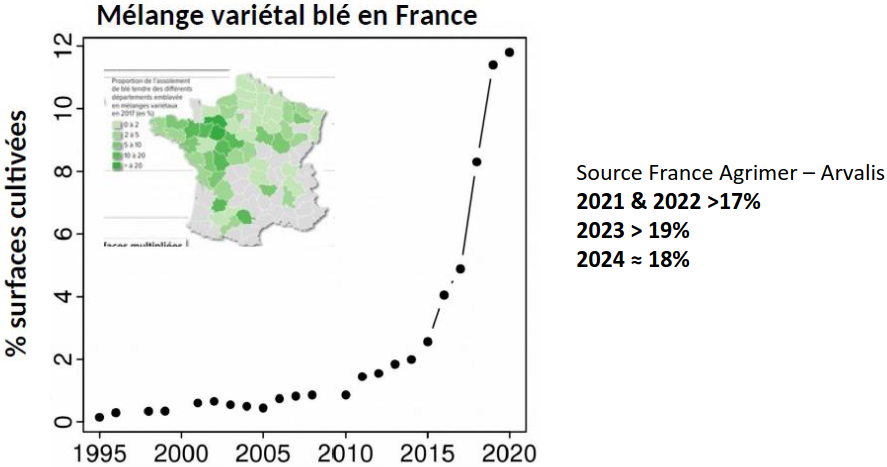 Mélange variétal blé en France
% surfaces cultivées
12
10
8
6
4
2
0
1995
2000
2005
2010
2015
2020
Proportion de l'assolement
de blé tendre des différents
départements emblavée
en mélanges variétaux
en 2017 (en %)
0 à 2
2 à 5
5 à 10
10 à 20
> à 20
faces multipliées
Source France Agrimer – Arvalis
2021 & 2022 >17%
2023 > 19%
2024 ≈ 18%